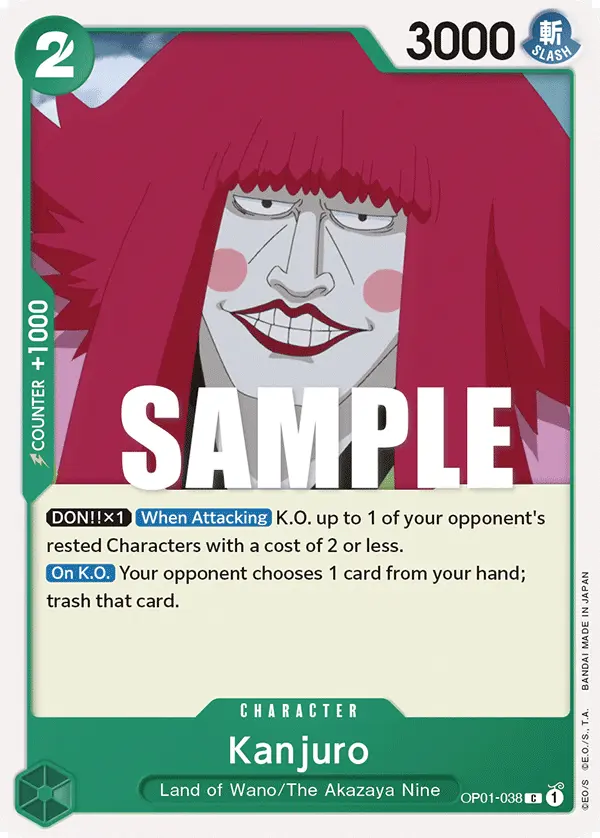 2
3000
斬
SLASH
COUNTER +1000
SAMPLE
DON!!×1 When Attacking K.O. up to 1 of your opponent's
rested Characters with a cost of 2 or less.
On K.O. Your opponent chooses 1 card from your hand;
trash that card.
CHARACTER
Kanjuro
Land of Wano/The Akazaya Nine
OP01-038 C 1
©EO/S ©E.O./S., T.A. BANDAI MADE IN JAPAN